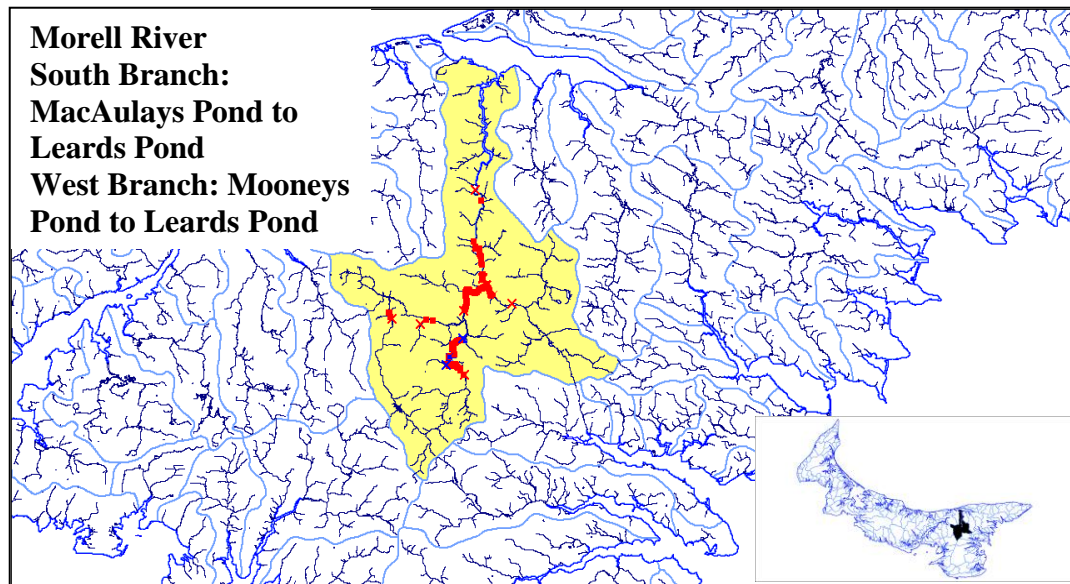 Morell River
South Branch:
MacAulays Pond to
Leards Pond
West Branch: Mooneys
Pond to Leards Pond